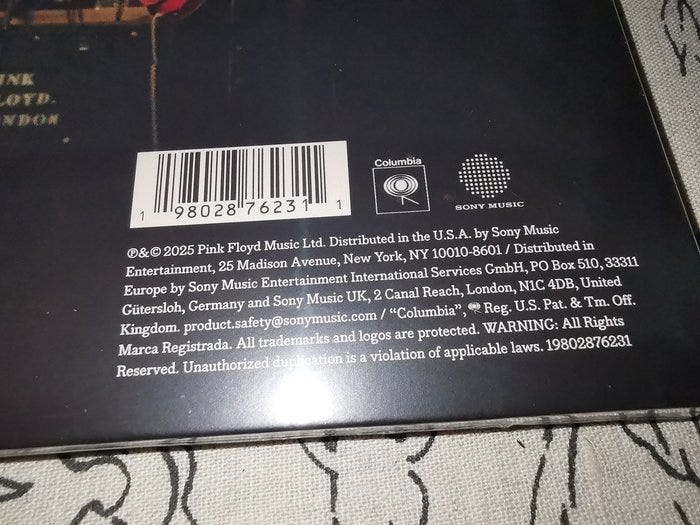 INK
LOYD.
NDON
1 98028 76231 1
Columbia
SONY MUSIC
℗&© 2025 Pink Floyd Music Ltd. Distributed in the U.S.A. by Sony Music
Entertainment, 25 Madison Avenue, New York, NY 10010-8601 / Distributed in
Europe by Sony Music Entertainment International Services GmbH, PO Box 510, 33311
Gütersloh, Germany and Sony Music UK, 2 Canal Reach, London, N1C 4DB, United
Kingdom. product.safety@sonymusic.com / “Columbia”, Reg. U.S. Pat. & Tm. Off.
Marca Registrada. All trademarks and logos are protected. WARNING: All Rights
Reserved. Unauthorized duplication is a violation of applicable laws. 19802876231